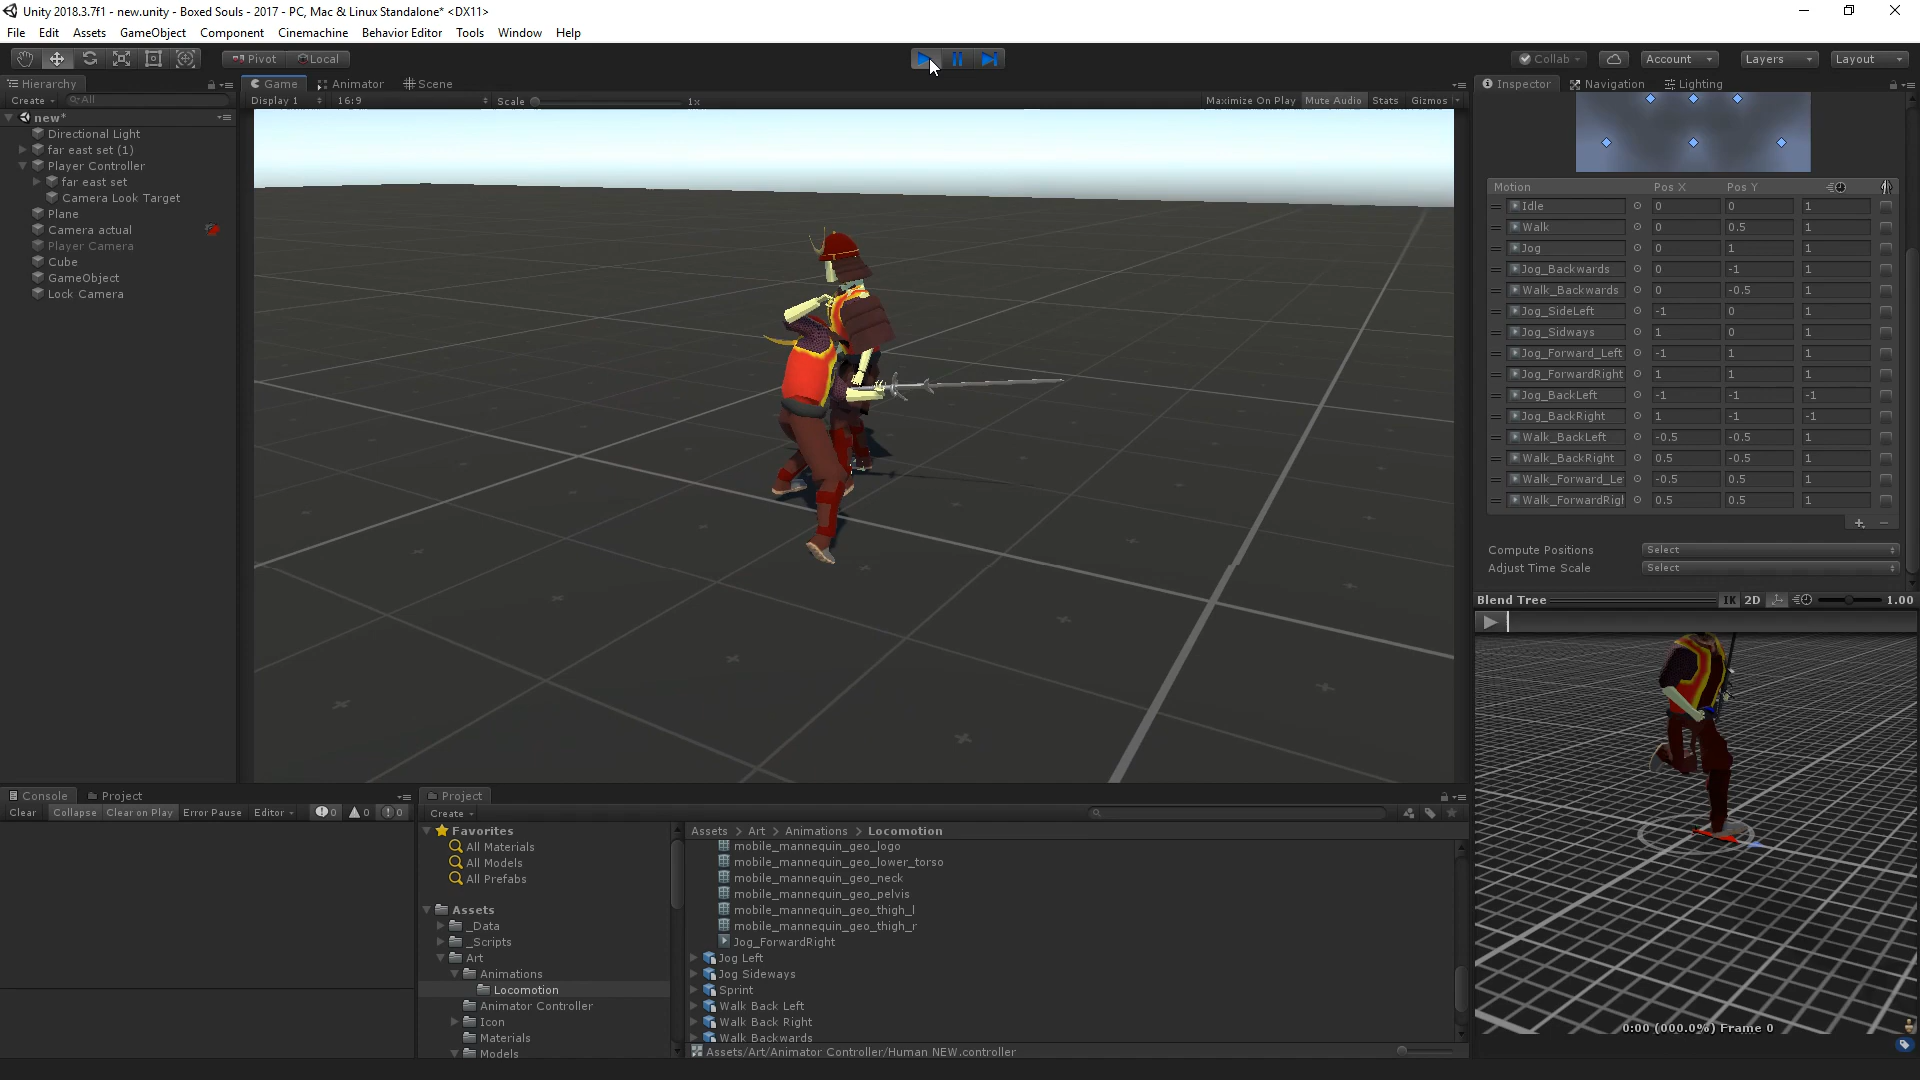 Unity 2018.3.7f1 - new.unity - Boxed Souls - 2017 - PC, Mac & Linux Standalone* <DX11>
File Edit Assets GameObject Component Cinemachine Behavior Editor Tools Window Help
Pivot Local Collab Account Layers Layout
Hierarchy
Create All
new*
Directional Light
far east set (1)
Player Controller
far east set
Camera Look Target
Plane
Camera actual
Player Camera
Cube
GameObject
Lock Camera
Game Animator Scene
Display 1 16:9 Scale 1x Maximize On Play Mute Audio Stats Gizmos
Inspector Navigation Lighting
Motion Pos X Pos Y
Idle 0 0 1
Walk 0 0.5 1
Jog 0 1 1
Jog_Backwards 0 -1 1
Walk_Backwards 0 -0.5 1
Jog_SideLeft -1 0 1
Jog_Sidways 1 0 1
Jog_Forward_Left -1 1 1
Jog_ForwardRight 1 1 1
Jog_BackLeft -1 -1 -1
Jog_BackRight 1 -1 -1
Walk_BackLeft -0.5 -0.5 1
Walk_BackRight 0.5 -0.5 1
Walk_Forward_Le -0.5 0.5 1
Walk_ForwardRigh 0.5 0.5 1
Compute Positions Select
Adjust Time Scale Select
Blend Tree IK 2D 1.00
0:00 (000.0%) Frame 0
Console Project
Clear Collapse Clear on Play Error Pause Editor 0 0 0
Project
Create
Favorites
All Materials
All Models
All Prefabs
Assets
_Data
_Scripts
Art
Animations
Locomotion
Animator Controller
Icon
Materials
Models
Assets > Art > Animations > Locomotion
mobile_mannequin_geo_logo
mobile_mannequin_geo_lower_torso
mobile_mannequin_geo_neck
mobile_mannequin_geo_pelvis
mobile_mannequin_geo_thigh_l
mobile_mannequin_geo_thigh_r
Jog_ForwardRight
Jog Left
Jog Sideways
Sprint
Walk Back Left
Walk Back Right
Walk Backwards
Assets/Art/Animator Controller/Human NEW.controller